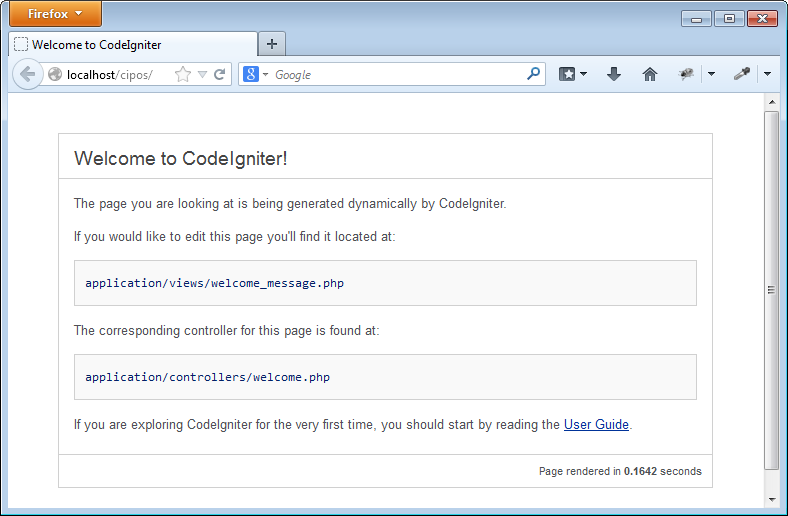 Firefox
Welcome to CodeIgniter
localhost/cipos/
Google
Welcome to CodeIgniter!
The page you are looking at is being generated dynamically by CodeIgniter.
If you would like to edit this page you'll find it located at:
application/views/welcome_message.php
The corresponding controller for this page is found at:
application/controllers/welcome.php
If you are exploring CodeIgniter for the very first time, you should start by reading the User Guide.
Page rendered in 0.1642 seconds